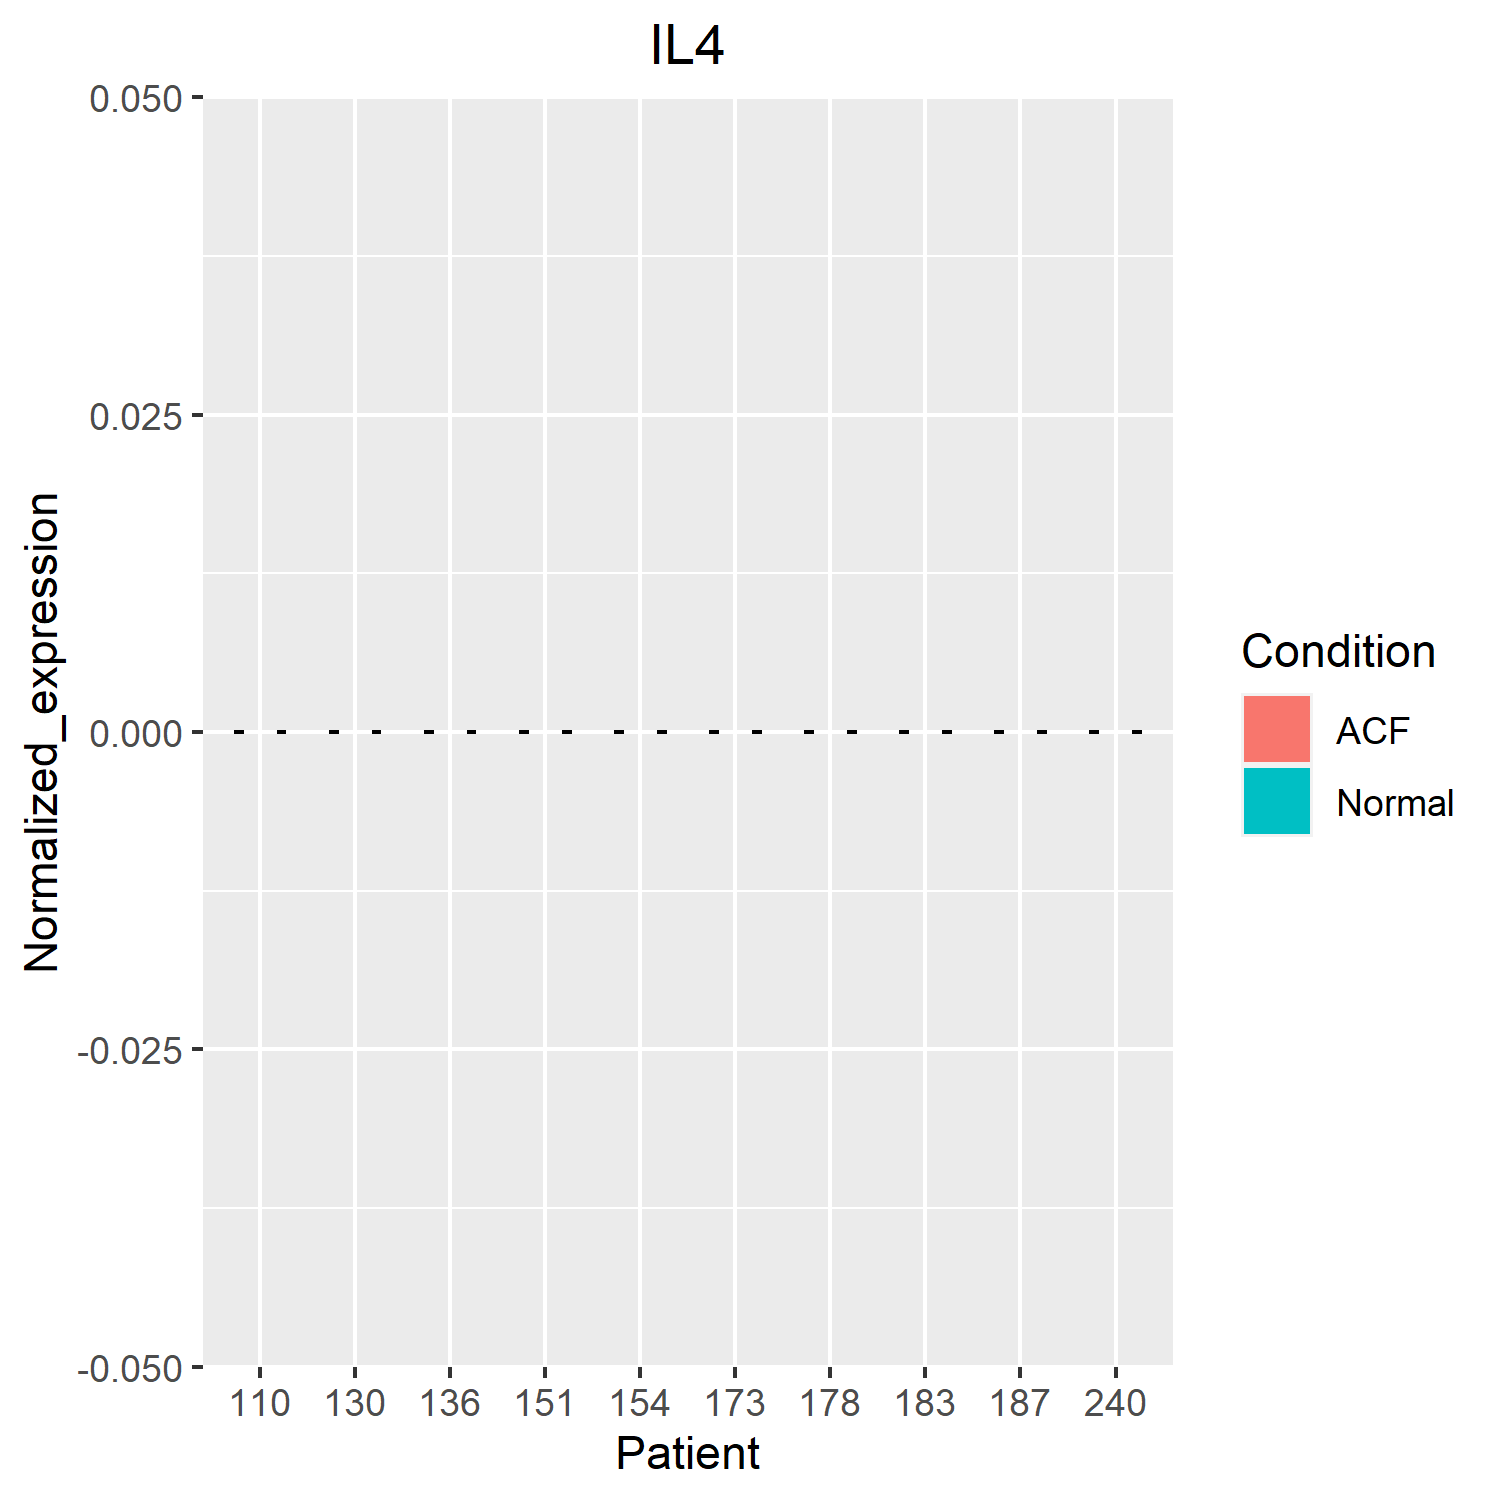 IL4
0.050
0.025
0.000
-0.025
-0.050
Normalized_expression
110 130 136 151 154 173 178 183 187 240
Patient
Condition
ACF
Normal